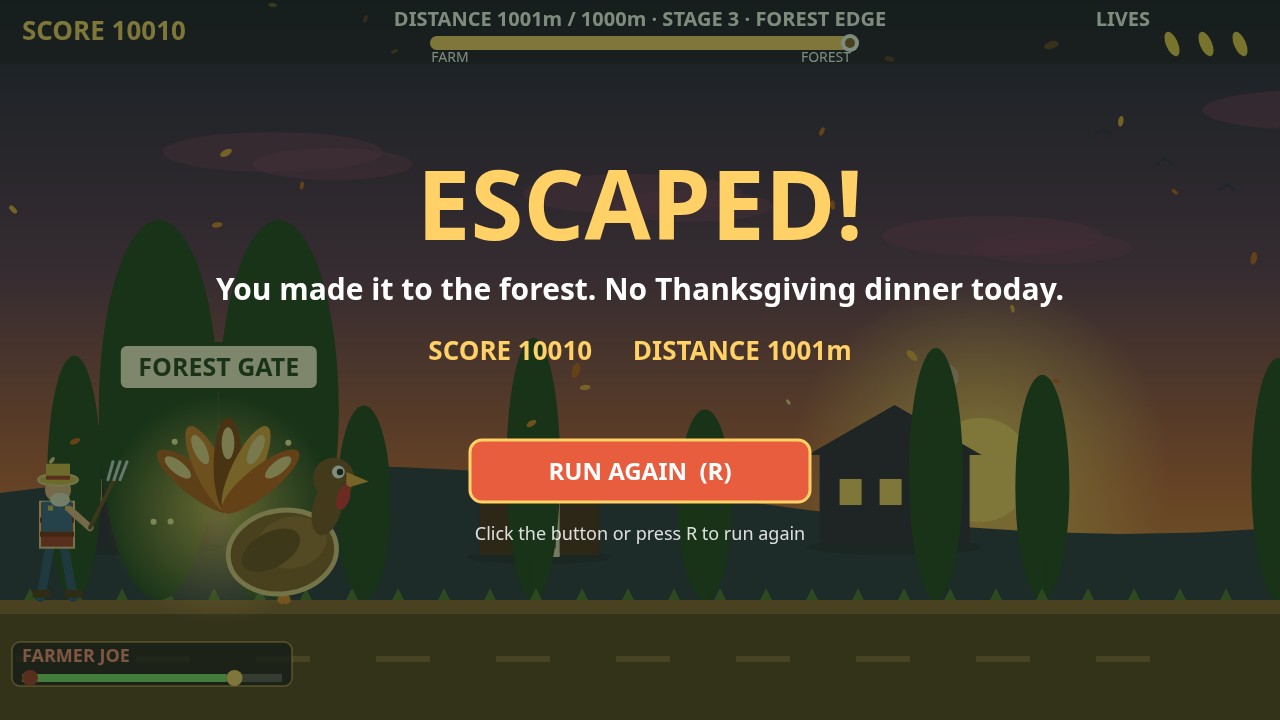 SCORE 10010
DISTANCE 1001m / 1000m · STAGE 3 · FOREST EDGE
LIVES
FARM
FOREST
ESCAPED!
You made it to the forest. No Thanksgiving dinner today.
SCORE 10010 DISTANCE 1001m
FOREST GATE
RUN AGAIN (R)
Click the button or press R to run again
FARMER JOE